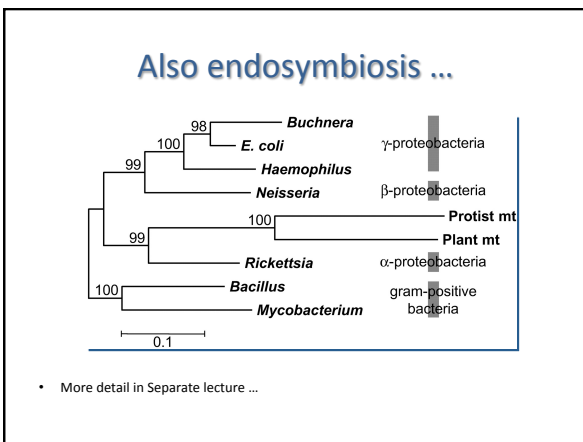 Also endosymbiosis ...
98
Buchnera
100
E. coli
γ-proteobacteria
99
Haemophilus
Neisseria
β-proteobacteria
100
Protist mt
99
Plant mt
Rickettsia
α-proteobacteria
100
Bacillus
gram-positive
bacteria
Mycobacterium
0.1
• More detail in Separate lecture ...